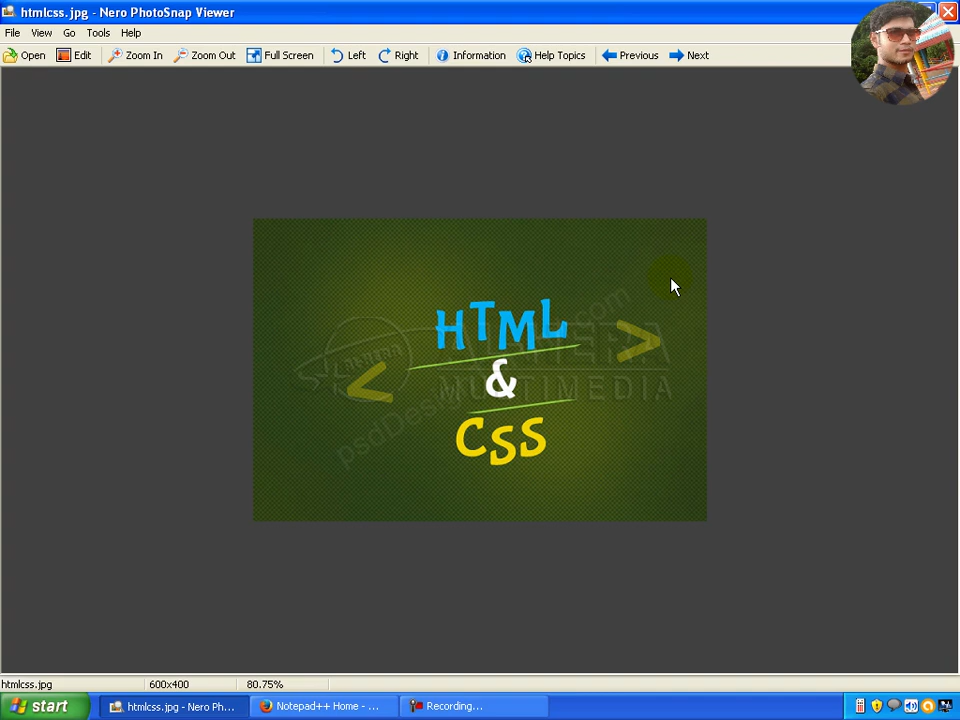 htmlcss.jpg - Nero PhotoSnap Viewer
File View Go Tools Help
Open Edit Zoom In Zoom Out Full Screen Left Right Information Help Topics Previous Next
HTML
&
CSS
MULTIMEDIA
htmlcss.jpg 600x400 80.75%
start htmlcss.jpg - Nero Ph... Notepad++ Home - ... Recording...